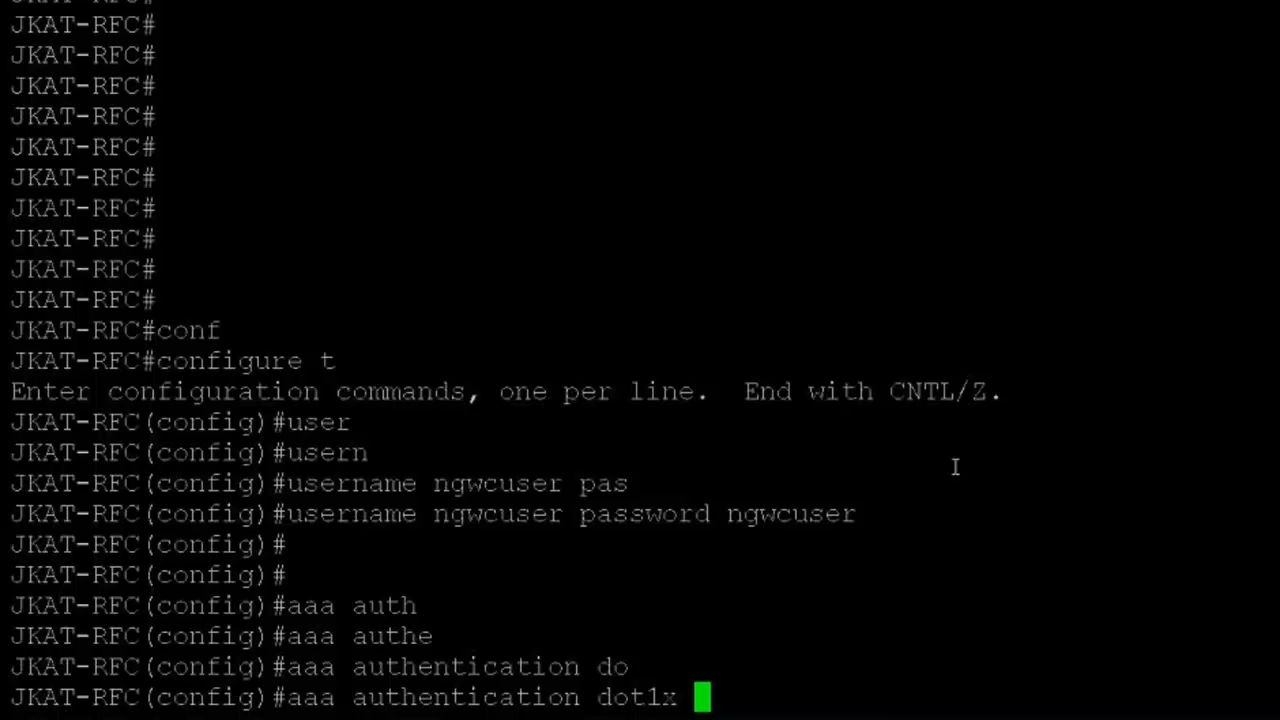 JKAT-RFC#
JKAT-RFC#
JKAT-RFC#
JKAT-RFC#
JKAT-RFC#
JKAT-RFC#
JKAT-RFC#
JKAT-RFC#
JKAT-RFC#
JKAT-RFC#
JKAT-RFC#conf
JKAT-RFC#configure t
Enter configuration commands, one per line.  End with CNTL/Z.
JKAT-RFC(config)#user
JKAT-RFC(config)#usern
JKAT-RFC(config)#username ngwcuser pas
JKAT-RFC(config)#username ngwcuser password ngwcuser
JKAT-RFC(config)#
JKAT-RFC(config)#
JKAT-RFC(config)#aaa auth
JKAT-RFC(config)#aaa authe
JKAT-RFC(config)#aaa authentication do
JKAT-RFC(config)#aaa authentication dot1x